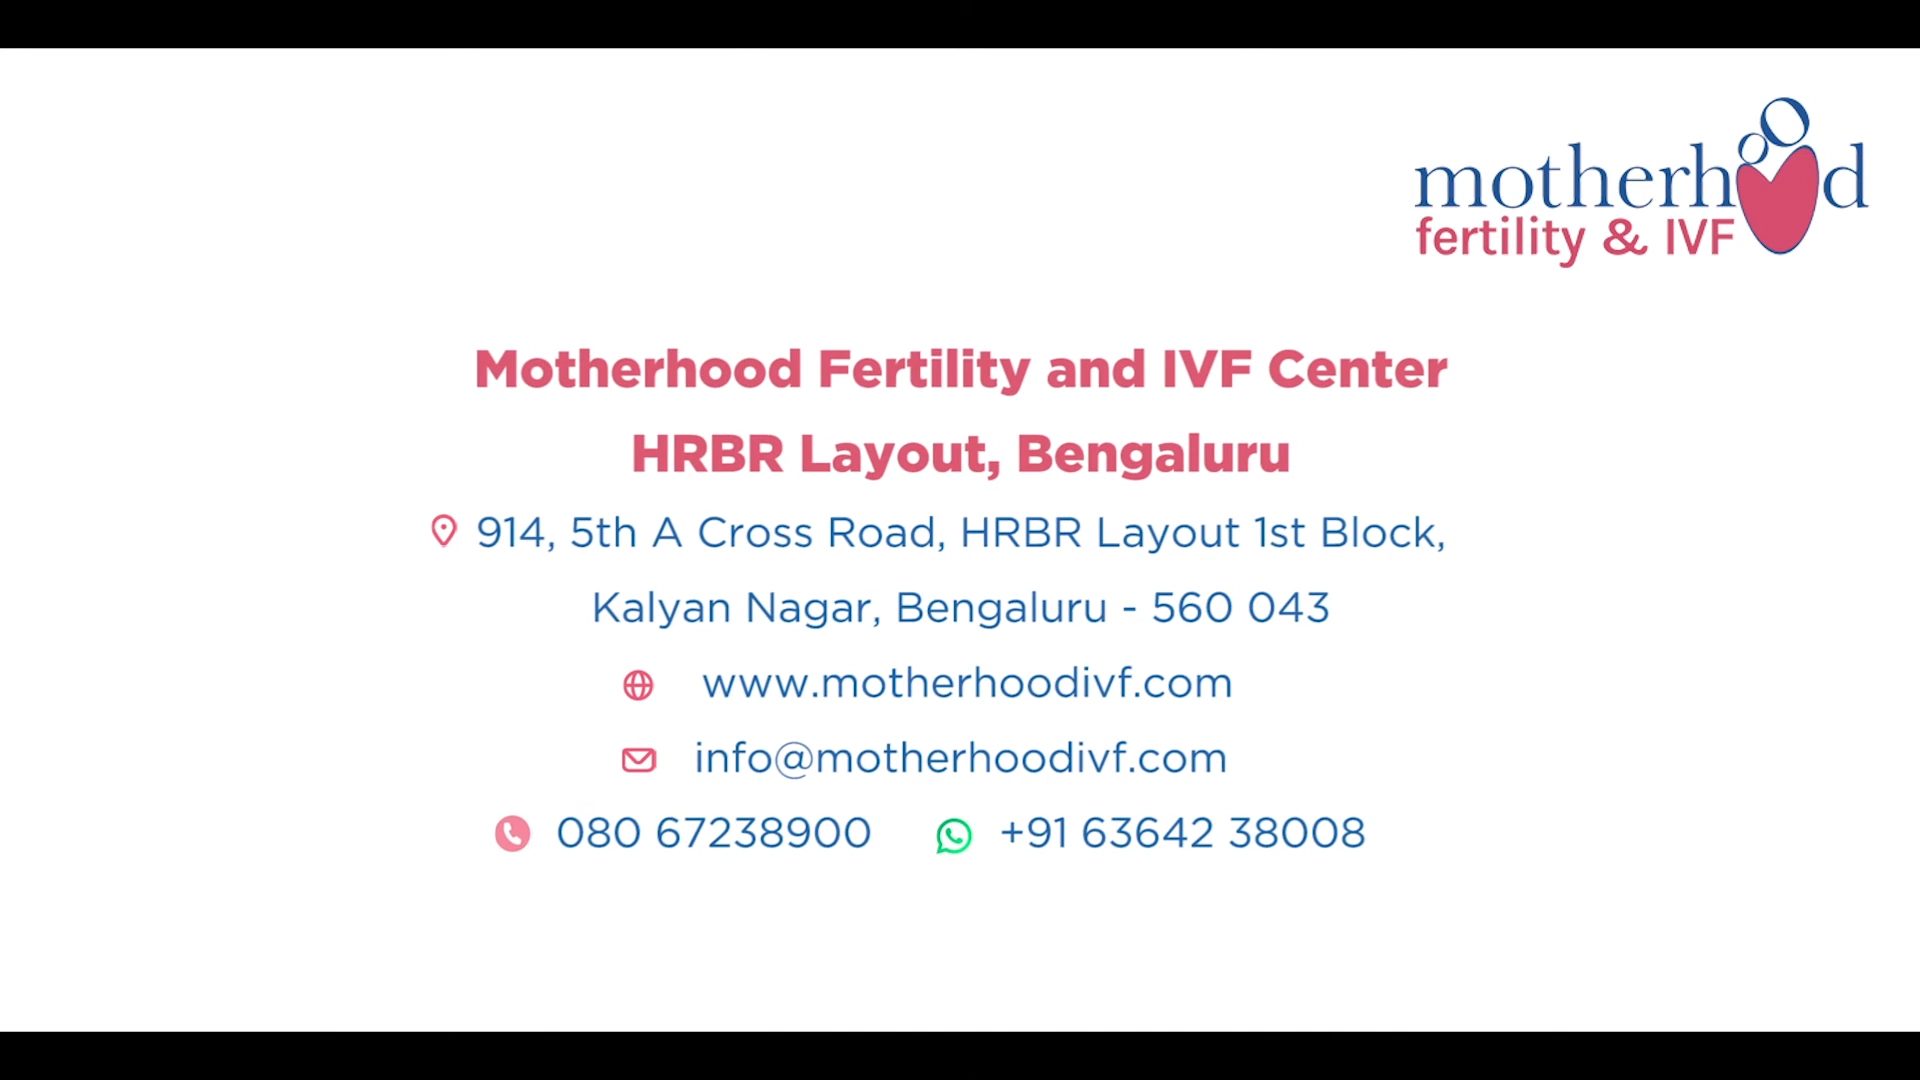 motherhood
fertility & IVF
Motherhood Fertility and IVF Center
HRBR Layout, Bengaluru
914, 5th A Cross Road, HRBR Layout 1st Block,
Kalyan Nagar, Bengaluru - 560 043
www.motherhoodivf.com
info@motherhoodivf.com
080 67238900 +91 63642 38008